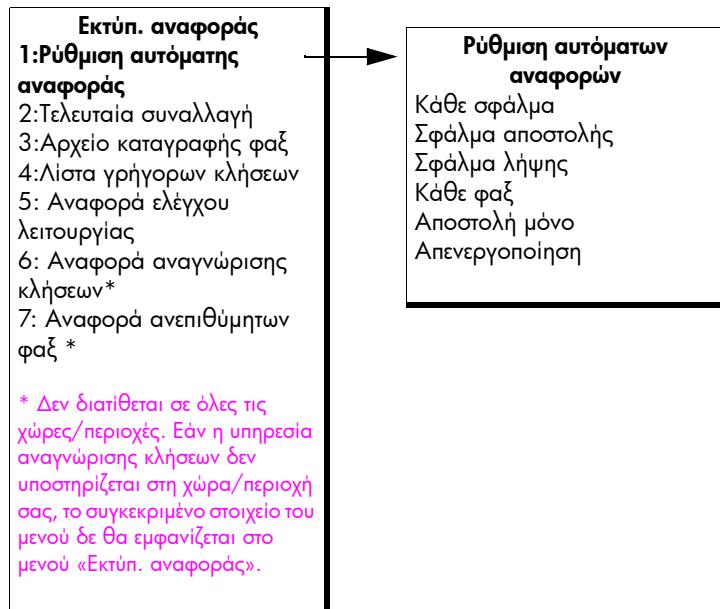 Εκτύπ. αναφοράς
1:Ρύθμιση αυτόματης
αναφοράς
2:Τελευταία συναλλαγή
3:Αρχείο καταγραφής φαξ
4:Λίστα γρήγορων κλήσεων
5: Αναφορά ελέγχου
λειτουργίας
6: Αναφορά αναγνώρισης
κλήσεων*
7: Αναφορά ανεπιθύμητων
φαξ *
* Δεν διατίθεται σε όλες τις
χώρες/περιοχές. Εάν η υπηρεσία
αναγνώρισης κλήσεων δεν
υποστηρίζεται στη χώρα/περιοχή
σας, το συγκεκριμένο στοιχείο του
μενού δε θα εμφανίζεται στο
μενού «Εκτύπ. αναφοράς».
Ρύθμιση αυτόματων
αναφορών
Κάθε σφάλμα
Σφάλμα αποστολής
Σφάλμα λήψης
Κάθε φαξ
Αποστολή μόνο
Απενεργοποίηση